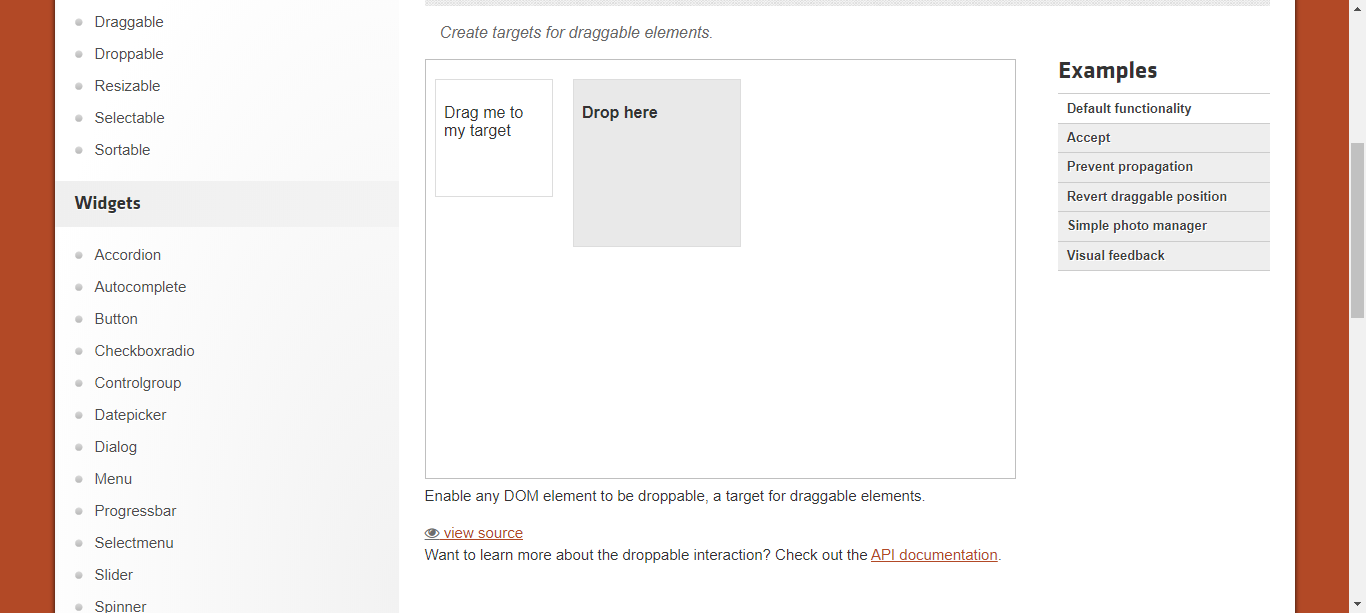 Draggable
Droppable
Resizable
Selectable
Sortable
Widgets
Accordion
Autocomplete
Button
Checkboxradio
Controlgroup
Datepicker
Dialog
Menu
Progressbar
Selectmenu
Slider
Spinner
Create targets for draggable elements.
Drag me to
my target
Drop here
Enable any DOM element to be droppable, a target for draggable elements.
view source
Want to learn more about the droppable interaction? Check out the API documentation.
Examples
Default functionality
Accept
Prevent propagation
Revert draggable position
Simple photo manager
Visual feedback